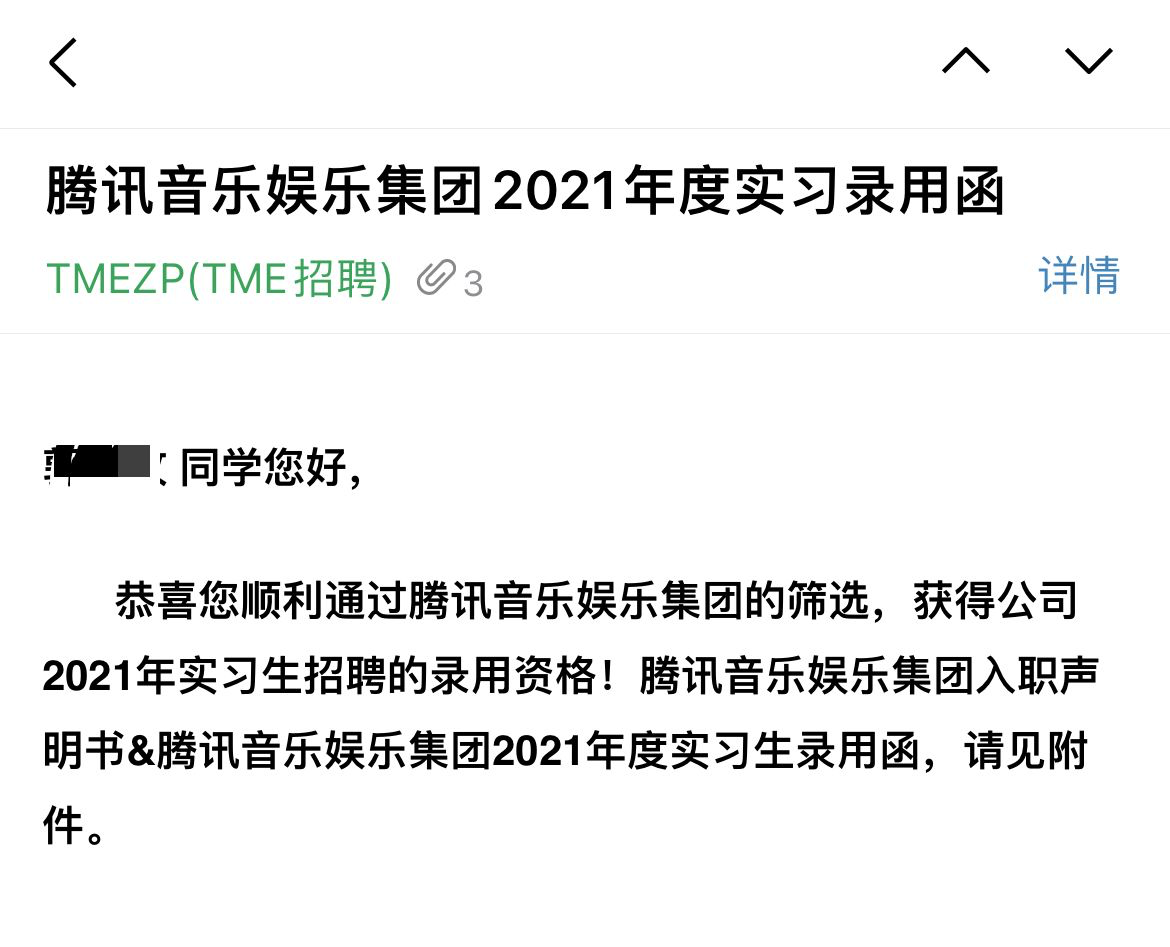 腾讯音乐娱乐集团2021年度实习录用函
TMEZP(TME招聘) 3
详情
同学您好，
恭喜您顺利通过腾讯音乐娱乐集团的筛选，获得公司
2021年实习生招聘的录用资格！腾讯音乐娱乐集团入职声
明书&腾讯音乐娱乐集团2021年度实习生录用函，请见附
件。